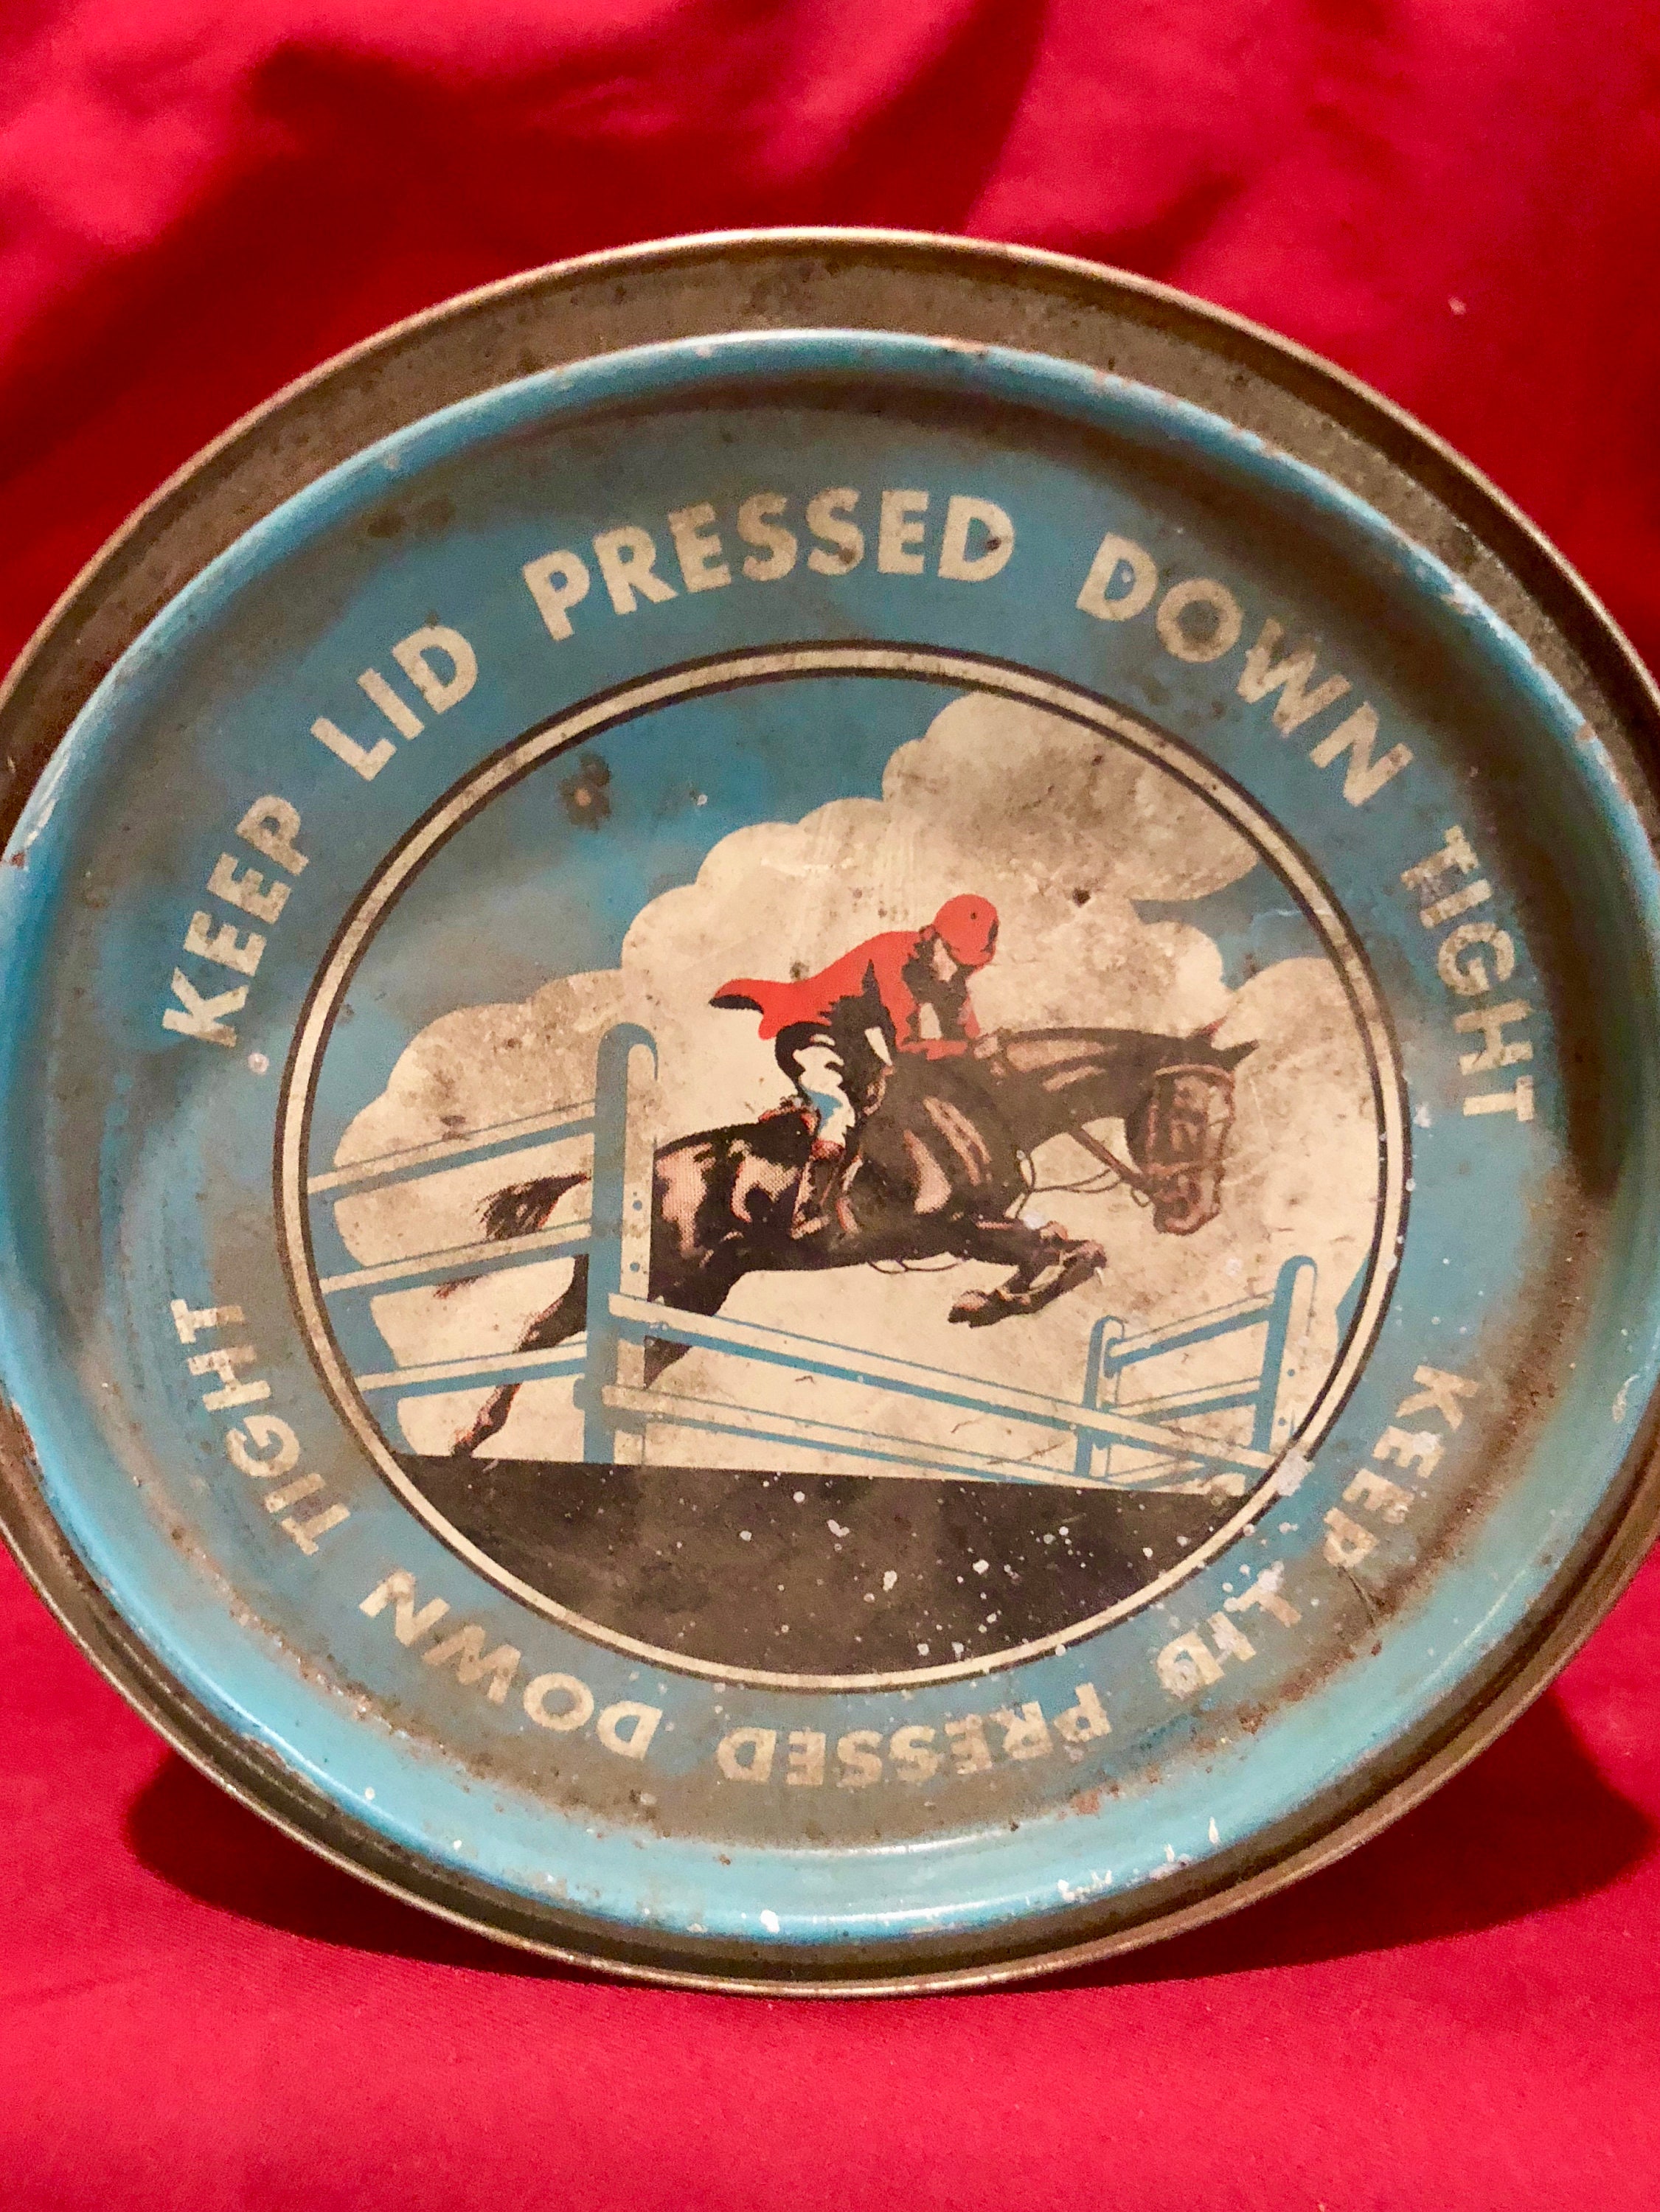 KEEP LID PRESSED DOWN TIGHT
KEEP LID PRESSED DOWN TIGHT